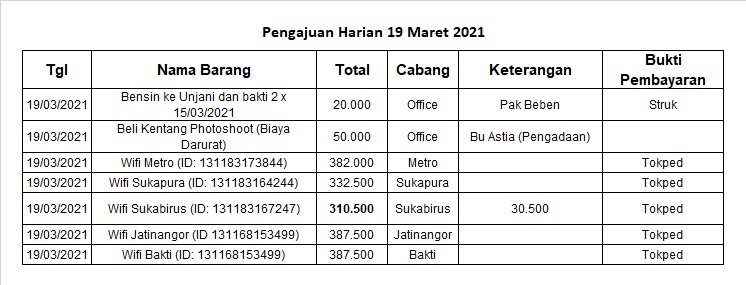 Pengajuan Harian 19 Maret 2021
Tgl Nama Barang Total Cabang Keterangan Bukti Pembayaran
19/03/2021 Bensin ke Unjani dan bakti 2 x 15/03/2021 20.000 Office Pak Beben Struk
19/03/2021 Beli Kentang Photoshoot (Biaya Darurat) 50.000 Office Bu Astia (Pengadaan)
19/03/2021 Wifi Metro (ID: 131183173844) 382.000 Metro Tokped
19/03/2021 Wifi Sukapura (ID: 131183164244) 332.500 Sukapura Tokped
19/03/2021 Wifi Sukabirus (ID: 131183167247) 310.500 Sukabirus 30.500 Tokped
19/03/2021 Wifi Jatinangor (ID 131168153499) 387.500 Jatinangor Tokped
19/03/2021 Wifi Bakti (ID: 131168153499) 387.500 Bakti Tokped